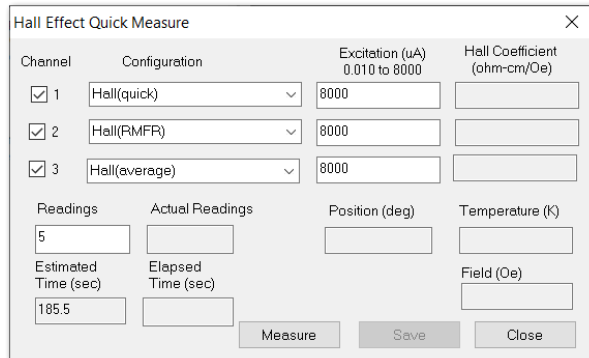 Hall Effect Quick Measure
Channel Configuration Excitation (uA) Hall Coefficient
0.010 to 8000 (ohm-cm/Oe)
1 Hall(quick) 8000
2 Hall(RMFR) 8000
3 Hall(average) 8000
Readings Actual Readings Position (deg) Temperature (K)
5
Estimated Elapsed
Time (sec) Time (sec) Field (Oe)
185.5
Measure Save Close